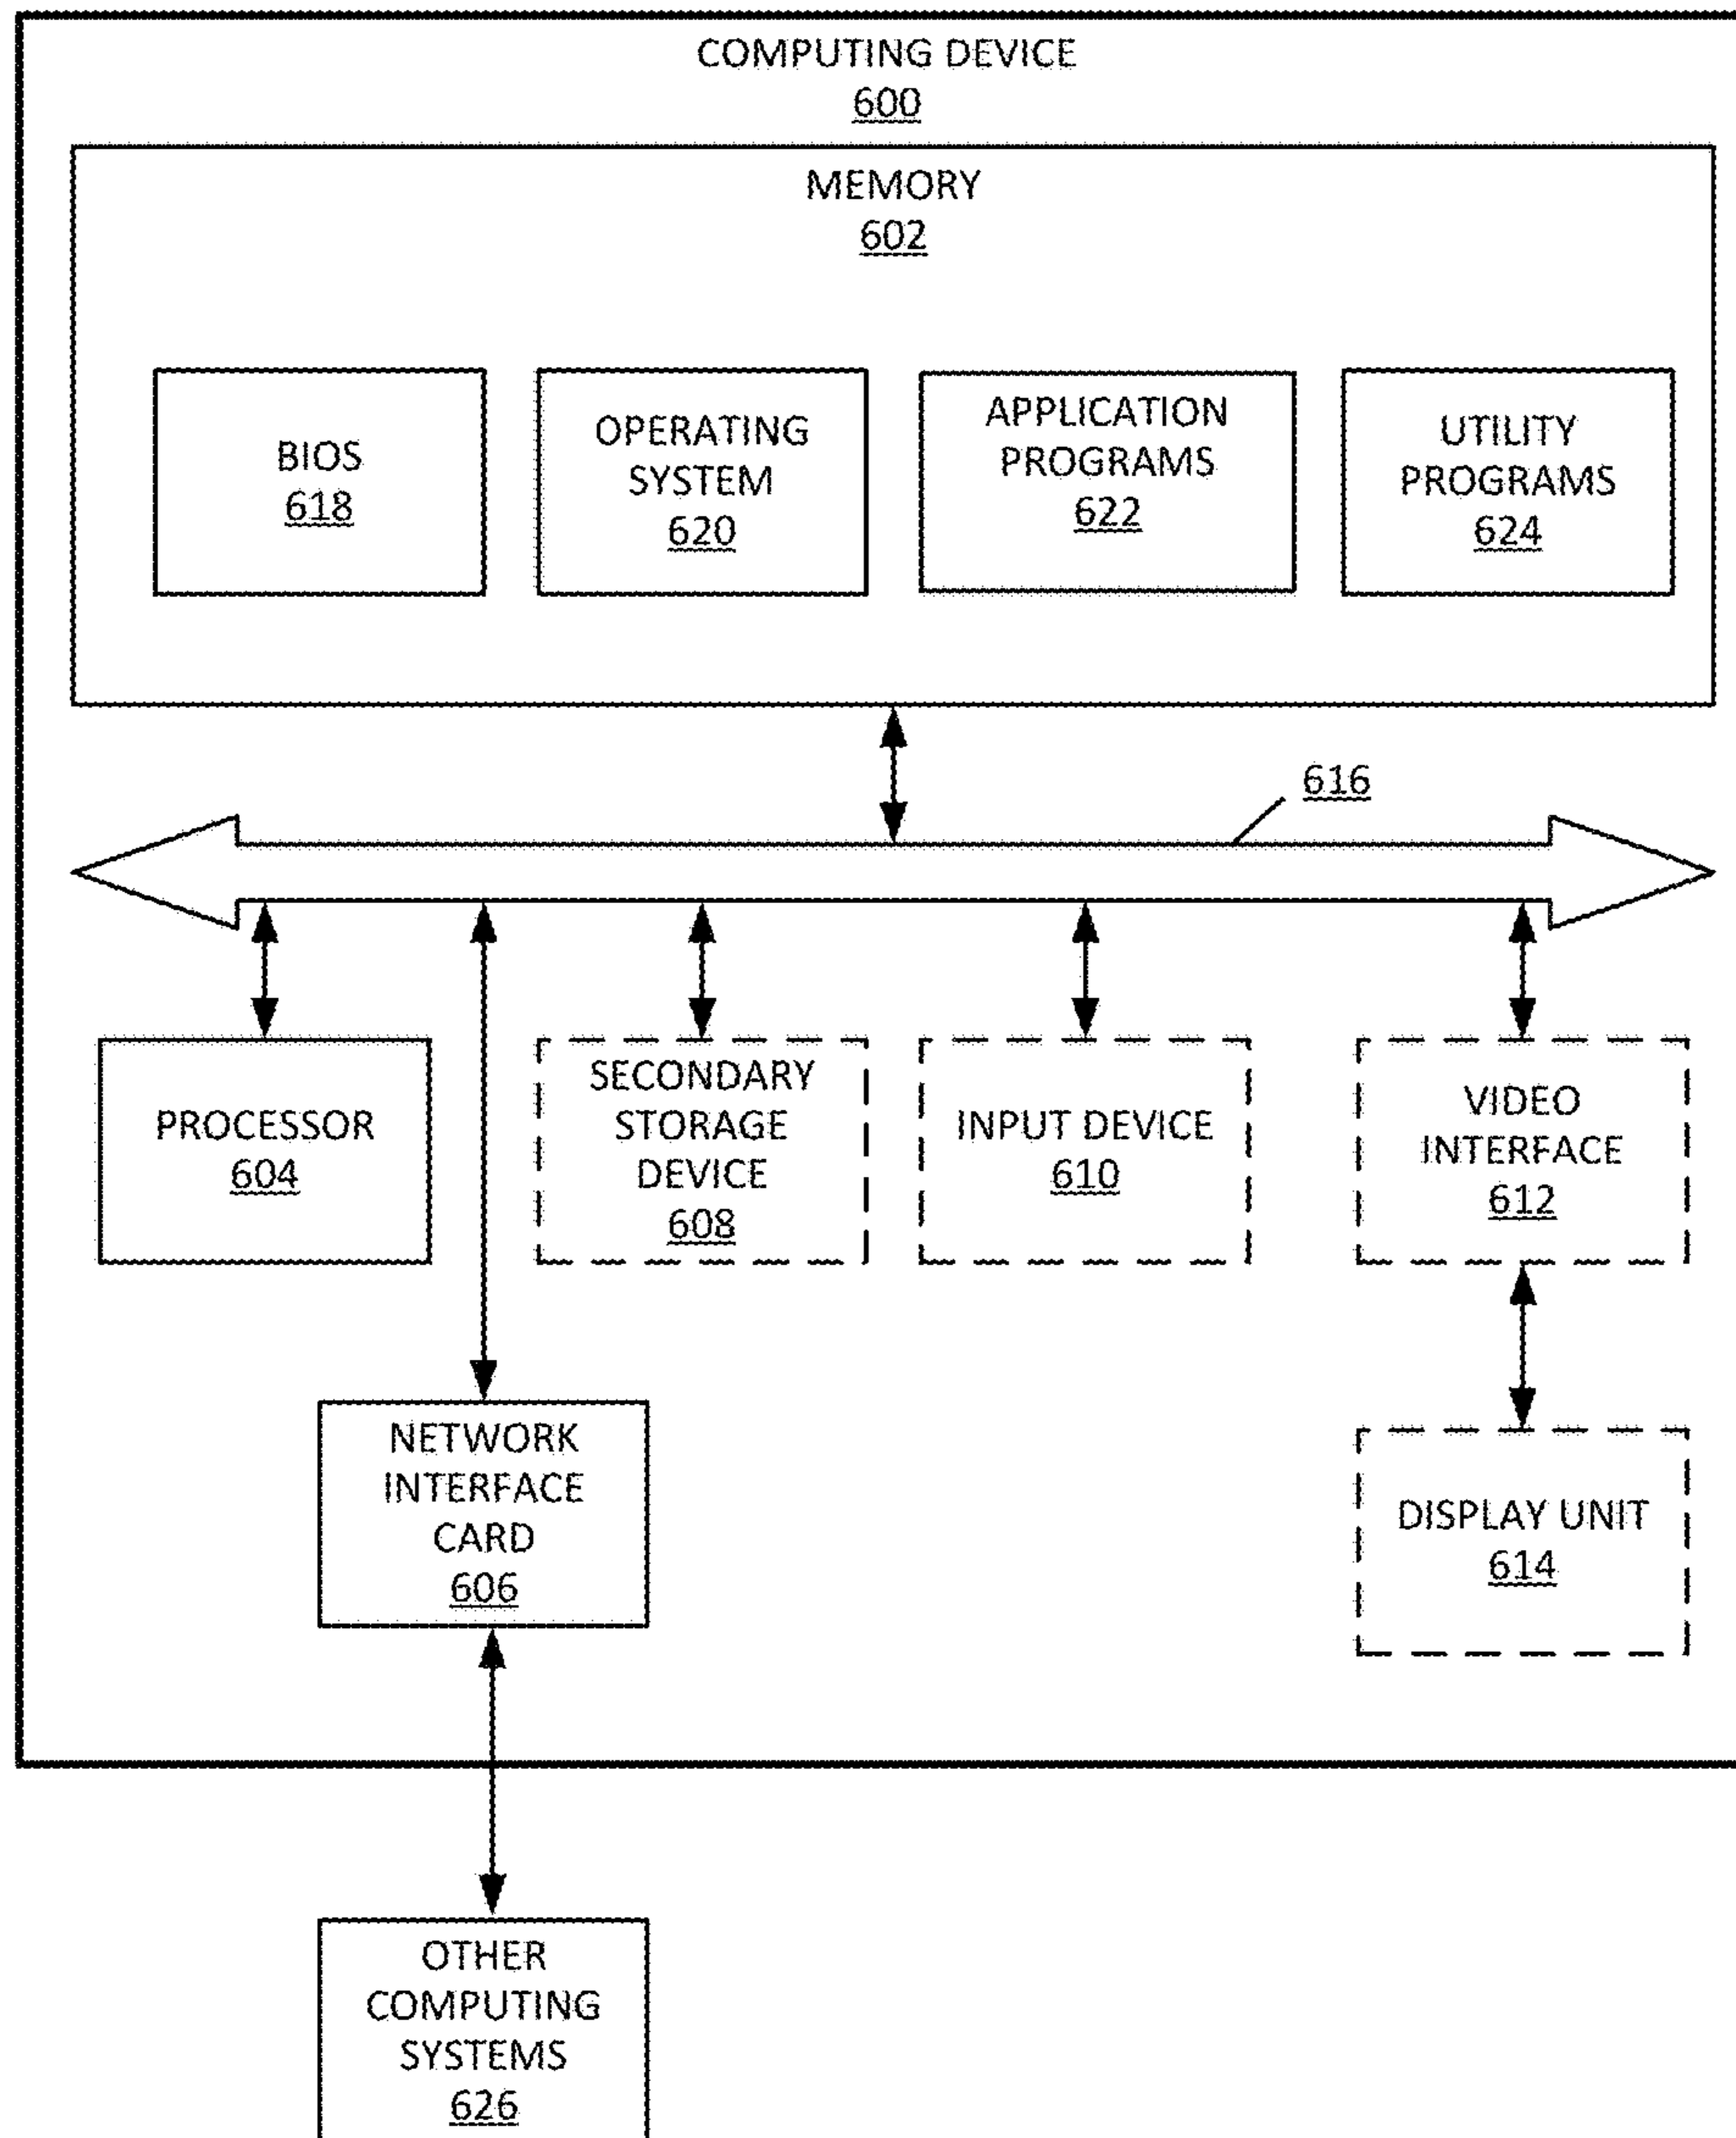 COMPUTING DEVICE
600
MEMORY
602
BIOS
618
OPERATING
SYSTEM
620
APPLICATION
PROGRAMS
622
UTILITY
PROGRAMS
624
616
PROCESSOR
604
SECONDARY
STORAGE
DEVICE
608
INPUT DEVICE
610
VIDEO
INTERFACE
612
NETWORK
INTERFACE
CARD
606
DISPLAY UNIT
614
OTHER
COMPUTING
SYSTEMS
626